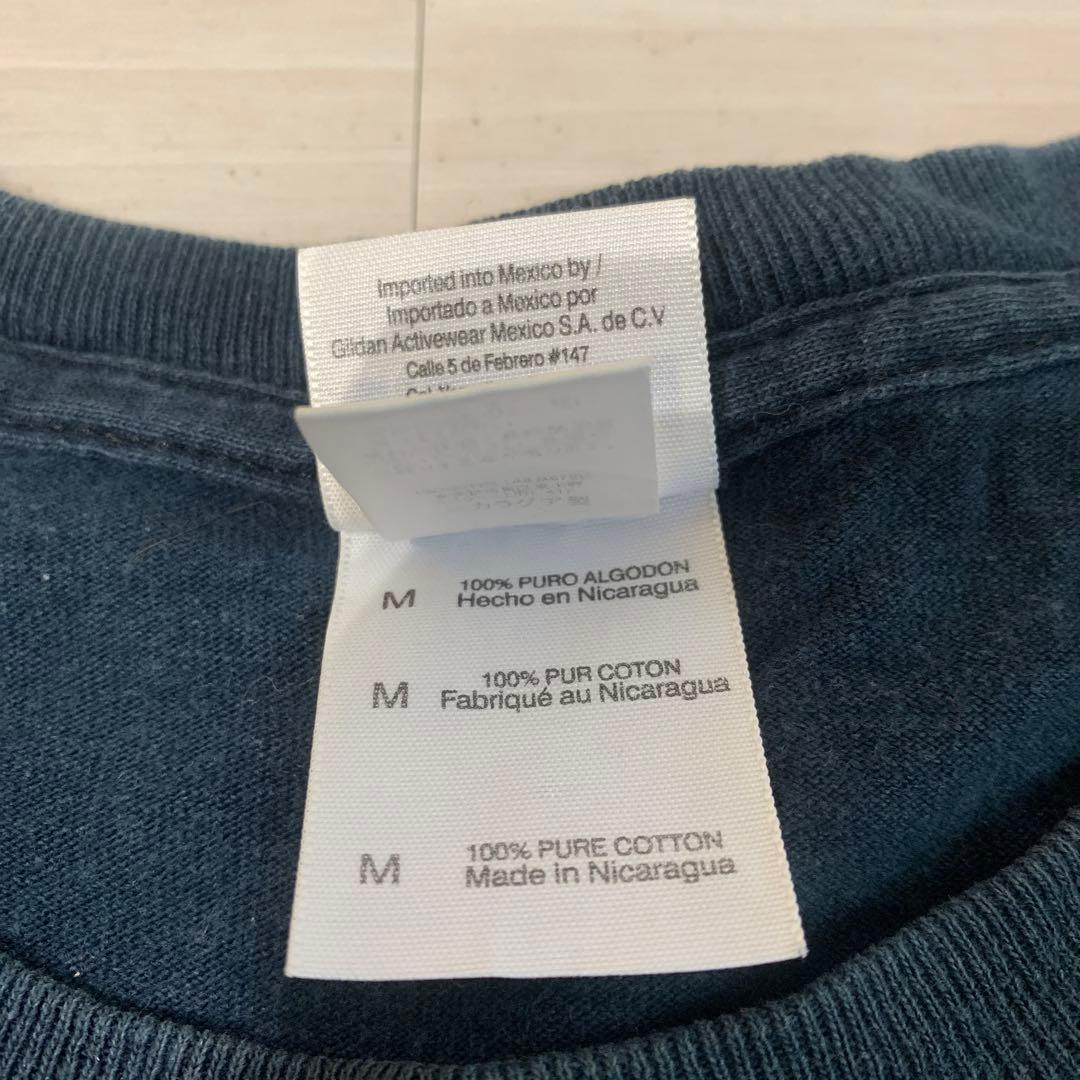 Imported into Mexico by /
Importado a Mexico por
Gildan Activewear Mexico S.A. de C.V
Calle 5 de Febrero #147
M 100% PURO ALGODON
Hecho en Nicaragua
M 100% PUR COTON
Fabriqué au Nicaragua
M 100% PURE COTTON
Made in Nicaragua